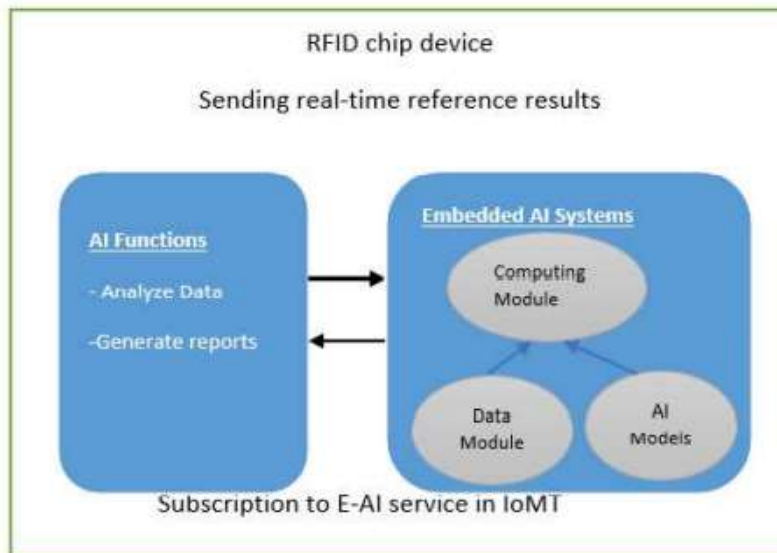 RFID chip device
Sending real-time reference results
AI Functions
- Analyze Data
-Generate reports
Embedded AI Systems
Computing
Module
Data
Module
AI
Models
Subscription to E-AI service in IoMT